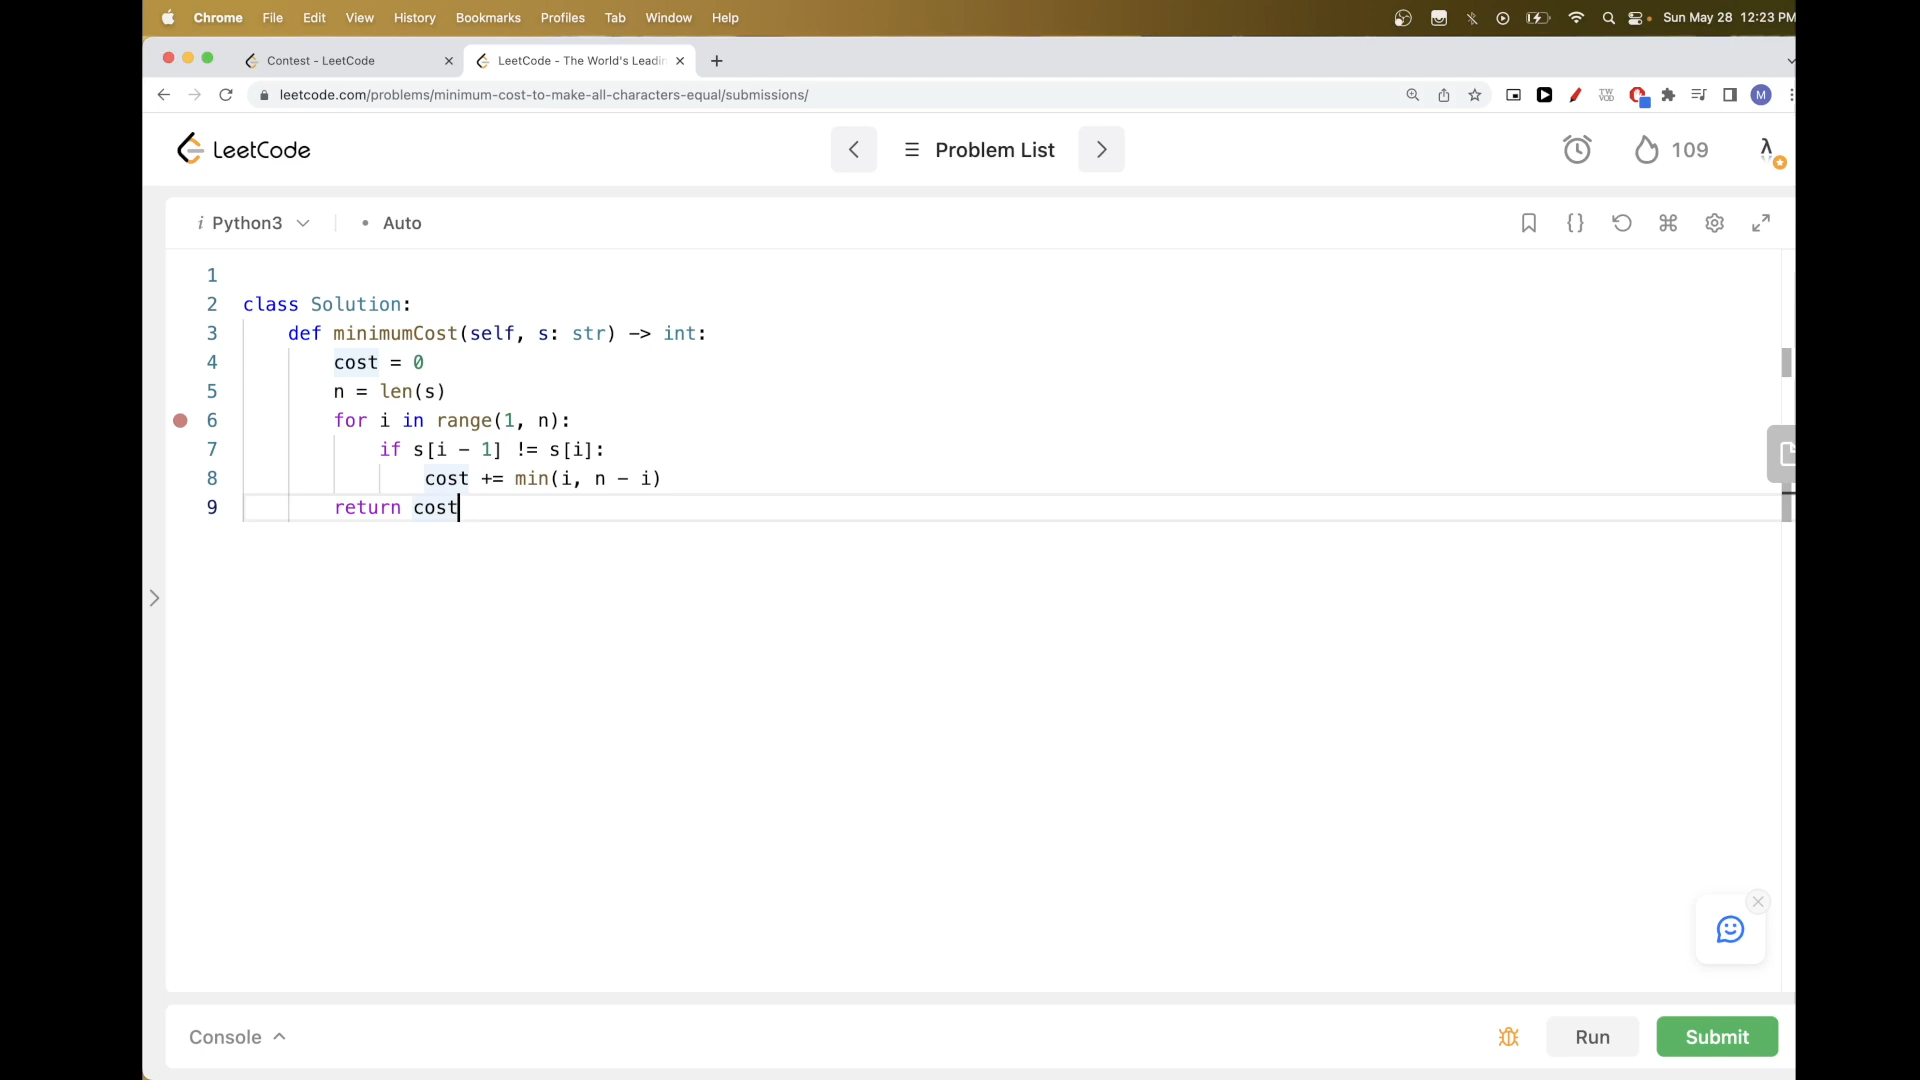 Chrome File Edit View History Bookmarks Profiles Tab Window Help Sun May 28 12:23 PM
Contest - LeetCode LeetCode - The World's Leadin
leetcode.com/problems/minimum-cost-to-make-all-characters-equal/submissions/ TW VOD M
LeetCode Problem List 109
i Python3 • Auto
1
2 class Solution:
3 def minimumCost(self, s: str) -> int:
4 cost = 0
5 n = len(s)
6 for i in range(1, n):
7 if s[i - 1] != s[i]:
8 cost += min(i, n - i)
9 return cost
Console Run Submit